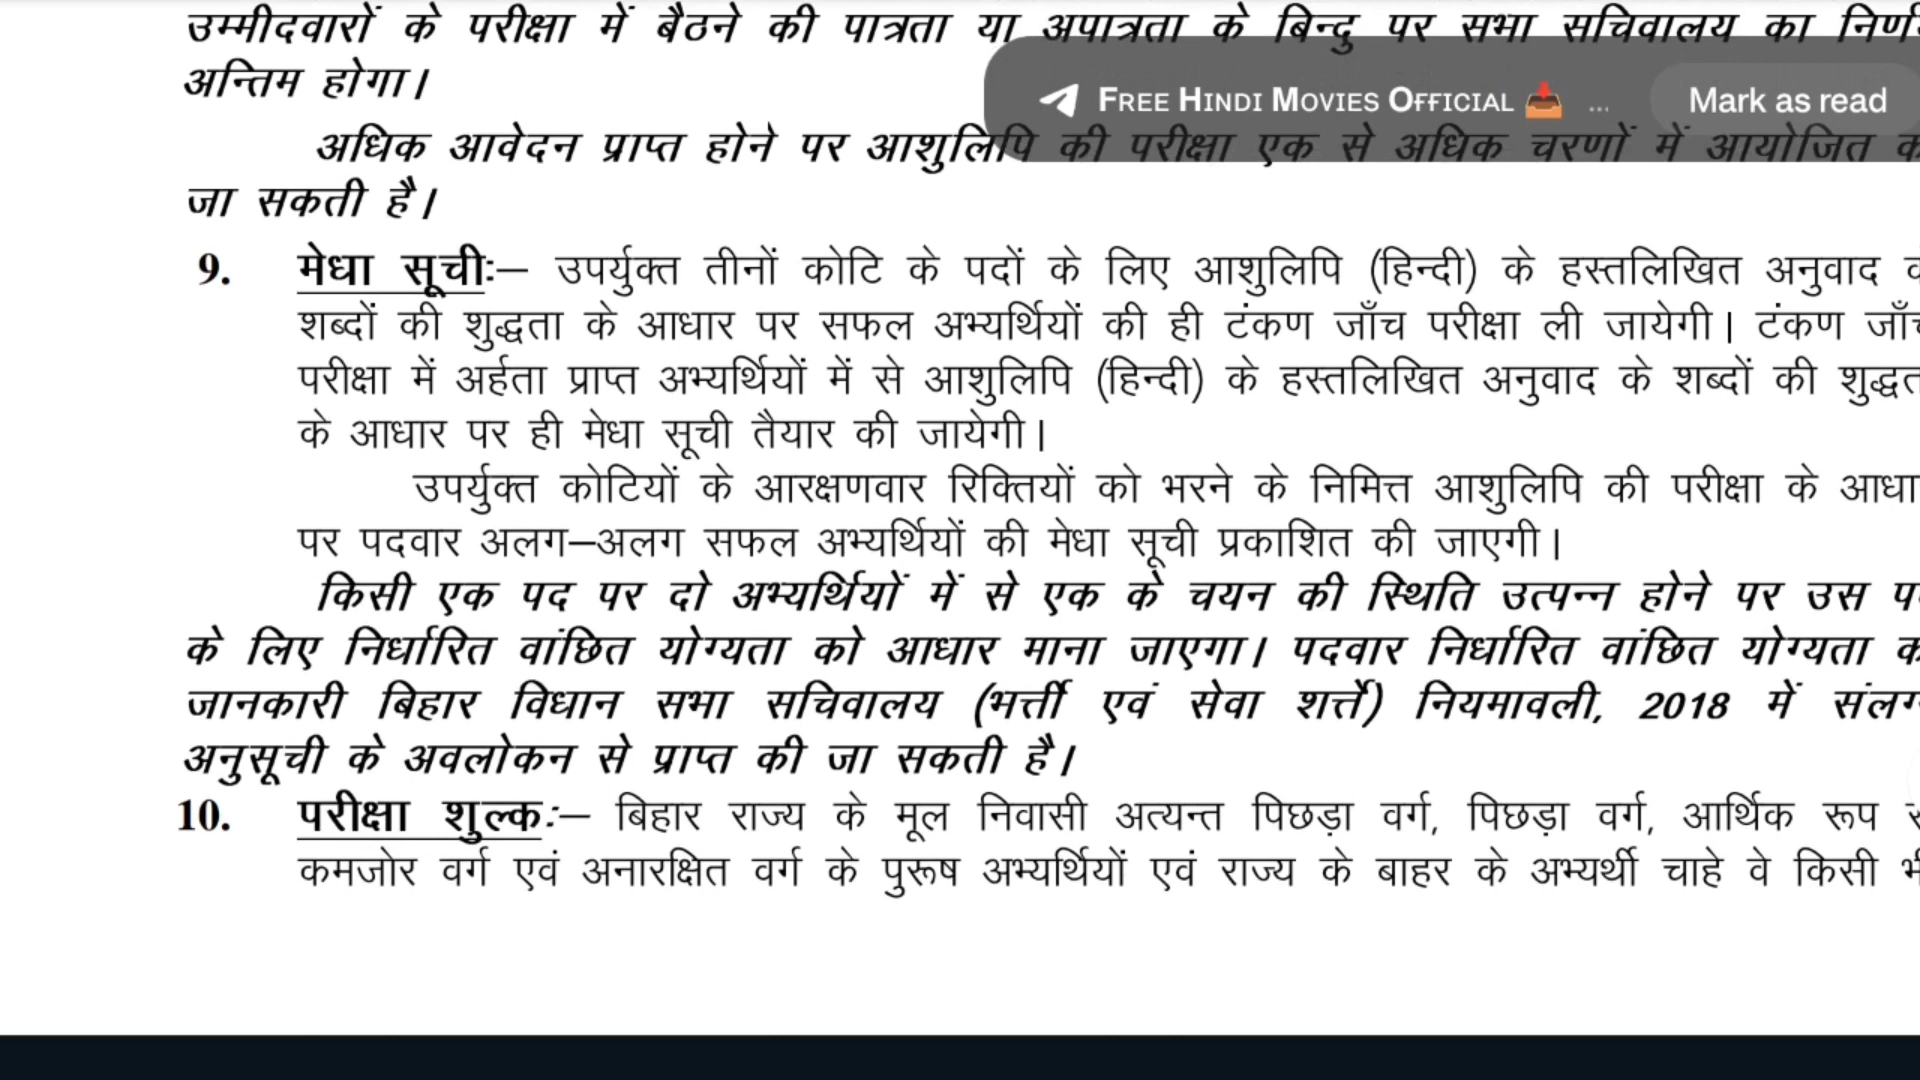 उम्मीदवारों के परीक्षा में बैठने की पात्रता या अपात्रता के बिन्दु पर सभा सचिवालय का
अन्तिम होगा।
FREE HINDI MOVIES OFFICIAL 📥 ... Mark as read
अधिक आवेदन प्राप्त होने पर आशुलिपि की परीक्षा एक से अधिक चरणों में आयोजित
जा सकती है।
9. मेधा सूची:– उपर्युक्त तीनों कोटि के पदों के लिए आशुलिपि (हिन्दी) के हस्तलिखित अनुवाद
शब्दों की शुद्धता के आधार पर सफल अभ्यर्थियों की ही टंकण जाँच परीक्षा ली जायेगी। टंकण
परीक्षा में अर्हता प्राप्त अभ्यर्थियों में से आशुलिपि (हिन्दी) के हस्तलिखित अनुवाद के शब्दों की
के आधार पर ही मेधा सूची तैयार की जायेगी।
उपर्युक्त कोटियों के आरक्षणवार रिक्तियों को भरने के निमित्त आशुलिपि की परीक्षा के
पर पदवार अलग–अलग सफल अभ्यर्थियों की मेधा सूची प्रकाशित की जाएगी।
किसी एक पद पर दो अभ्यर्थियों में से एक के चयन की स्थिति उत्पन्न होने पर उस
के लिए निर्धारित वांछित योग्यता को आधार माना जाएगा। पदवार निर्धारित वांछित योग्यता
जानकारी बिहार विधान सभा सचिवालय (भर्त्ती एवं सेवा शर्त्ते) नियमावली, 2018 में
अनुसूची के अवलोकन से प्राप्त की जा सकती है।
10. परीक्षा शुल्क:– बिहार राज्य के मूल निवासी अत्यन्त पिछड़ा वर्ग, पिछड़ा वर्ग, आर्थिक रूप
कमजोर वर्ग एवं अनारक्षित वर्ग के पुरूष अभ्यर्थियों एवं राज्य के बाहर के अभ्यर्थी चाहे वे किसी